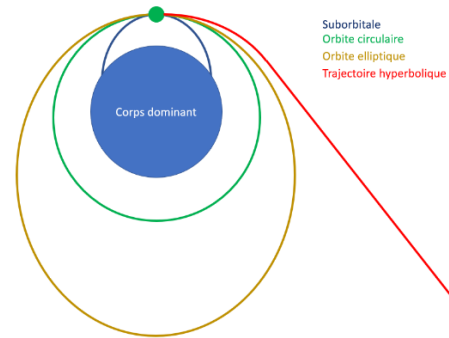 Suborbitale
Orbite circulaire
Orbite elliptique
Trajectoire hyperbolique
Corps dominant